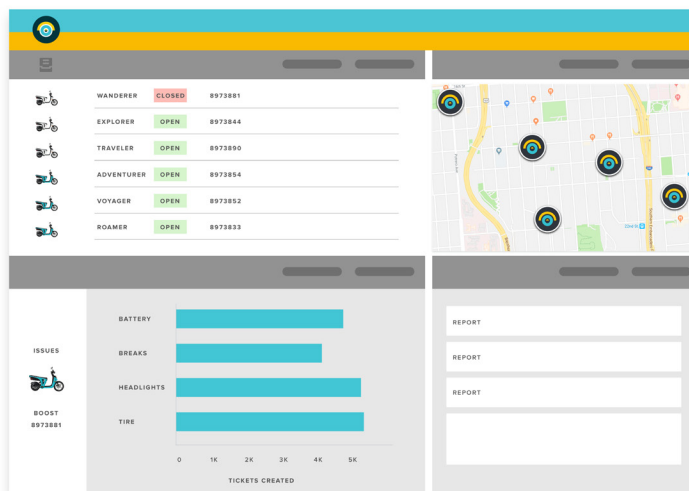 WANDERER CLOSED 8973881
EXPLORER OPEN 8973844
TRAVELER OPEN 8973890
ADVENTURER OPEN 8973854
VOYAGER OPEN 8973852
ROAMER OPEN 8973833
ISSUES
BOOST
8973881
BATTERY
BREAKS
HEADLIGHTS
TIRE
0 1K 2K 3K 4K 5K
TICKETS CREATED
REPORT
REPORT
REPORT